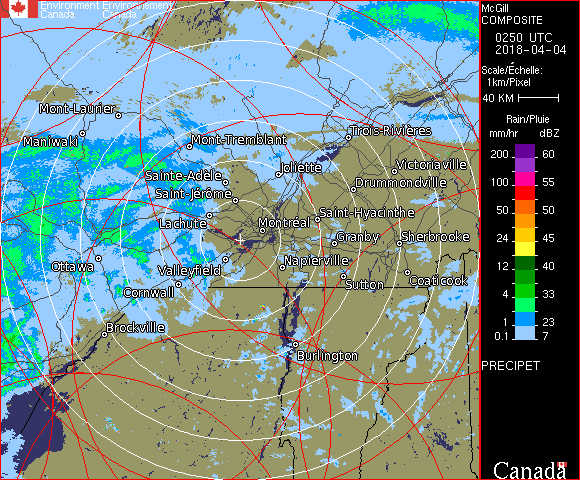 Environment Environnement
Canada Canada
McGill
COMPOSITE
0250 UTC
2018-04-04
Scale/Échelle:
1km/Pixel
40 KM
Rain/Pluie
mm/hr dBZ
200 60
100 55
50 50
24 45
12 40
4 33
1 23
0.1 7
PRECIPET
Canada
Mont-Laurier
Maniwaki
Mont-Tremblant
Trois-Rivières
Sainte-Adèle
Joliette
Victoriaville
Saint-Jérôme
Drummondville
Lachute
Montréal
Saint-Hyacinthe
Granby
Sherbrooke
Ottawa
Valleyfield
Napierville
Cornwall
Sutton
Coaticook
Brockville
Burlington